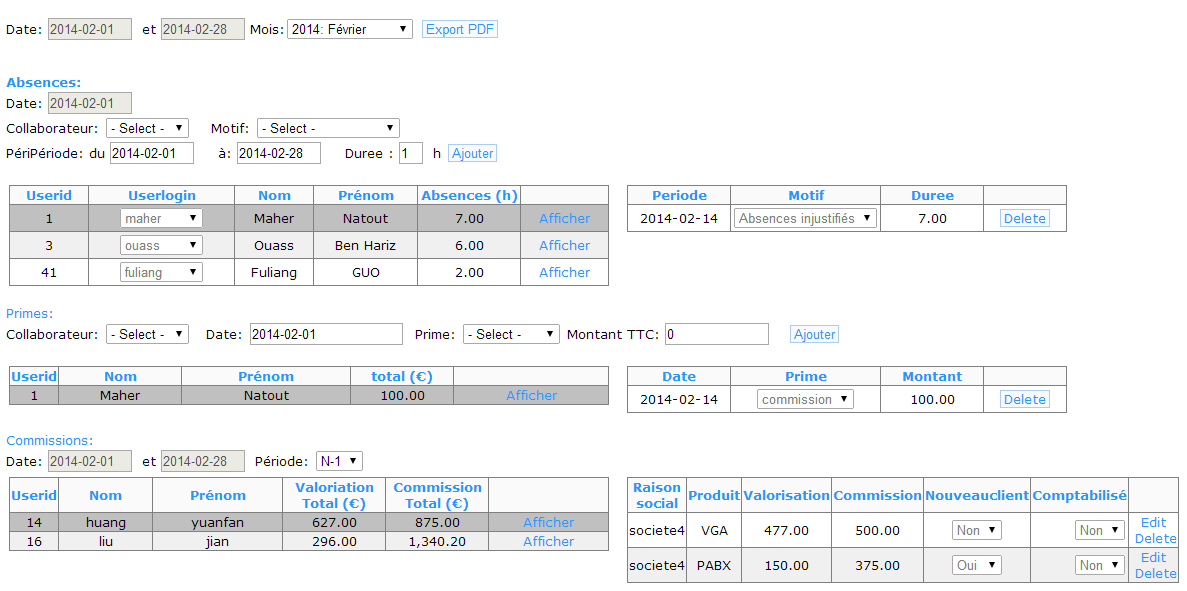 Date: 2014-02-01 et 2014-02-28 Mois: 2014: Février Export PDF
Absences:
Date: 2014-02-01
Collaborateur: - Select - Motif: - Select -
PériPériode: du 2014-02-01 à: 2014-02-28 Duree : 1 h Ajouter
Userid Userlogin Nom Prénom Absences (h)
1 maher Maher Natout 7.00 Afficher
3 ouass Ouass Ben Hariz 6.00 Afficher
41 fuliang Fuliang GUO 2.00 Afficher
Periode Motif Duree
2014-02-14 Absences injustifiés 7.00 Delete
Primes:
Collaborateur: - Select - Date: 2014-02-01 Prime: - Select - Montant TTC: 0 Ajouter
Userid Nom Prénom total (€)
1 Maher Natout 100.00 Afficher
Date Prime Montant
2014-02-14 commission 100.00 Delete
Commissions:
Date: 2014-02-01 et 2014-02-28 Période: N-1
Userid Nom Prénom Valoriation Total (€) Commission Total (€)
14 huang yuanfan 627.00 875.00 Afficher
16 liu jian 296.00 1,340.20 Afficher
Raison social Produit Valorisation Commission Nouveauclient Comptabilisé
societe4 VGA 477.00 500.00 Non Non Edit Delete
societe4 PABX 150.00 375.00 Oui Non Edit Delete